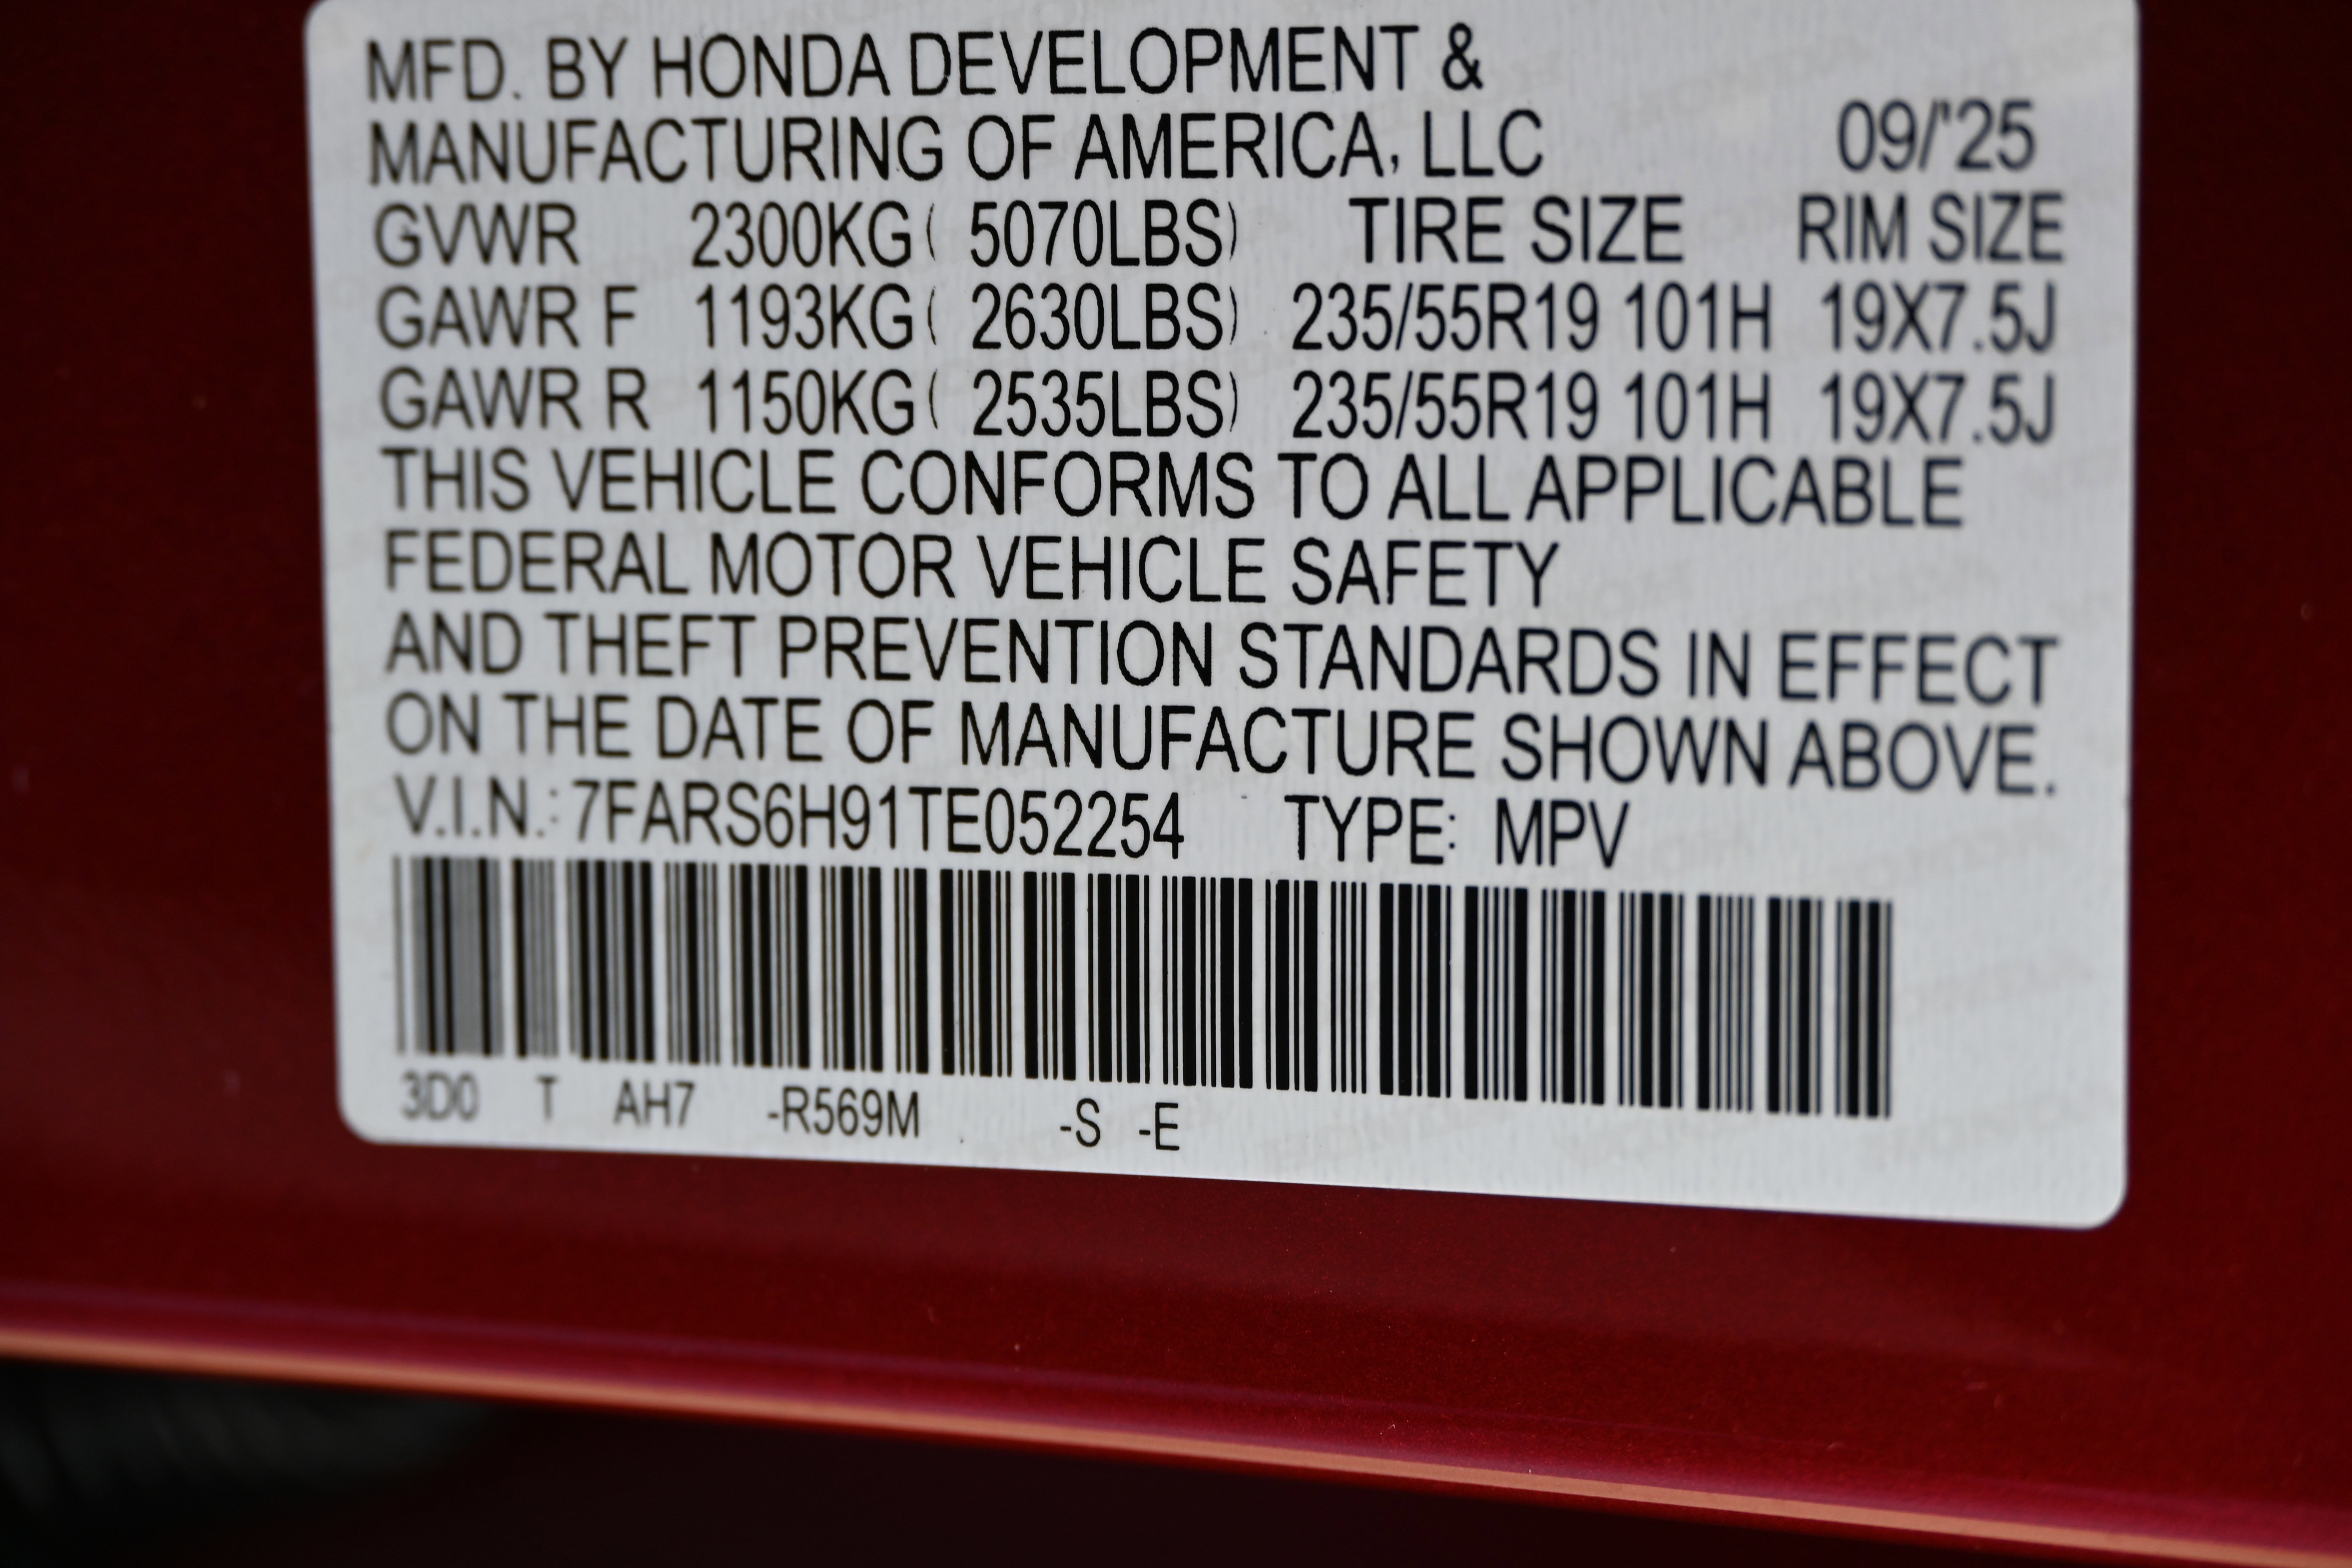 MFD. BY HONDA DEVELOPMENT &
MANUFACTURING OF AMERICA, LLC 09/'25
GVWR 2300KG( 5070LBS) TIRE SIZE RIM SIZE
GAWR F 1193KG( 2630LBS) 235/55R19 101H 19X7.5J
GAWR R 1150KG( 2535LBS) 235/55R19 101H 19X7.5J
THIS VEHICLE CONFORMS TO ALL APPLICABLE
FEDERAL MOTOR VEHICLE SAFETY
AND THEFT PREVENTION STANDARDS IN EFFECT
ON THE DATE OF MANUFACTURE SHOWN ABOVE.
V.I.N.: 7FARS6H91TE052254 TYPE: MPV
3D0 T AH7 -R569M -S -E